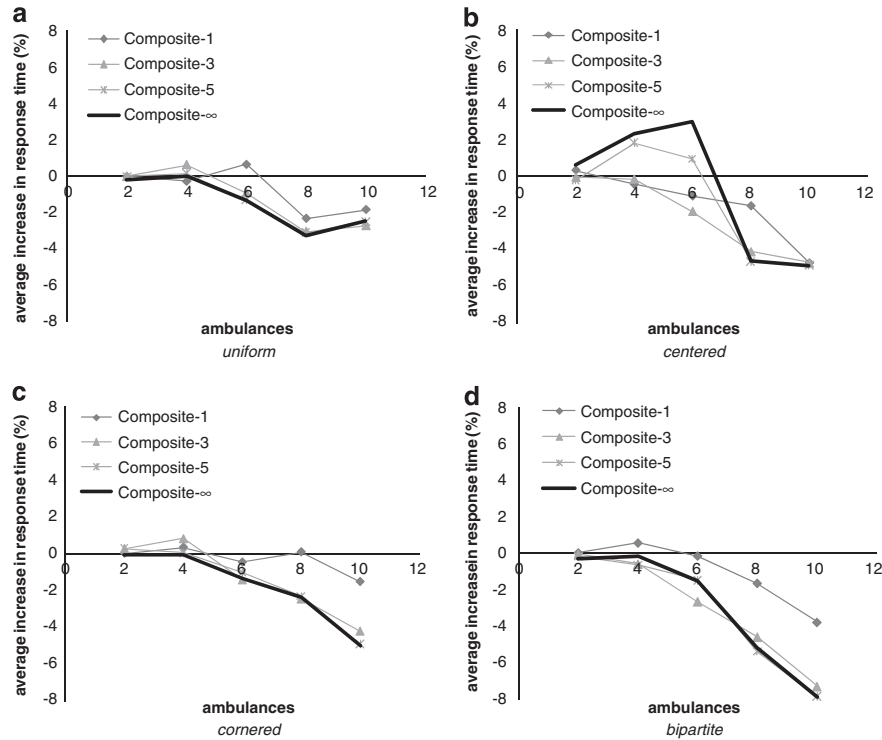 a
average increase in response time (%)
8
6
4
2
0
-2
-4
-6
-8
0 2 4 6 8 10 12
Composite-1
Composite-3
Composite-5
Composite-∞
ambulances
uniform
b
average increase in response time (%)
8
6
4
2
0
-2
-4
-6
-8
0 2 4 6 8 10 12
Composite-1
Composite-3
Composite-5
Composite-∞
ambulances
centered
c
average increase in response time (%)
8
6
4
2
0
-2
-4
-6
-8
0 2 4 6 8 10 12
Composite-1
Composite-3
Composite-5
Composite-∞
ambulances
cornered
d
average increase in response time (%)
8
6
4
2
0
-2
-4
-6
-8
0 2 4 6 8 10 12
Composite-1
Composite-3
Composite-5
Composite-∞
ambulances
bipartite